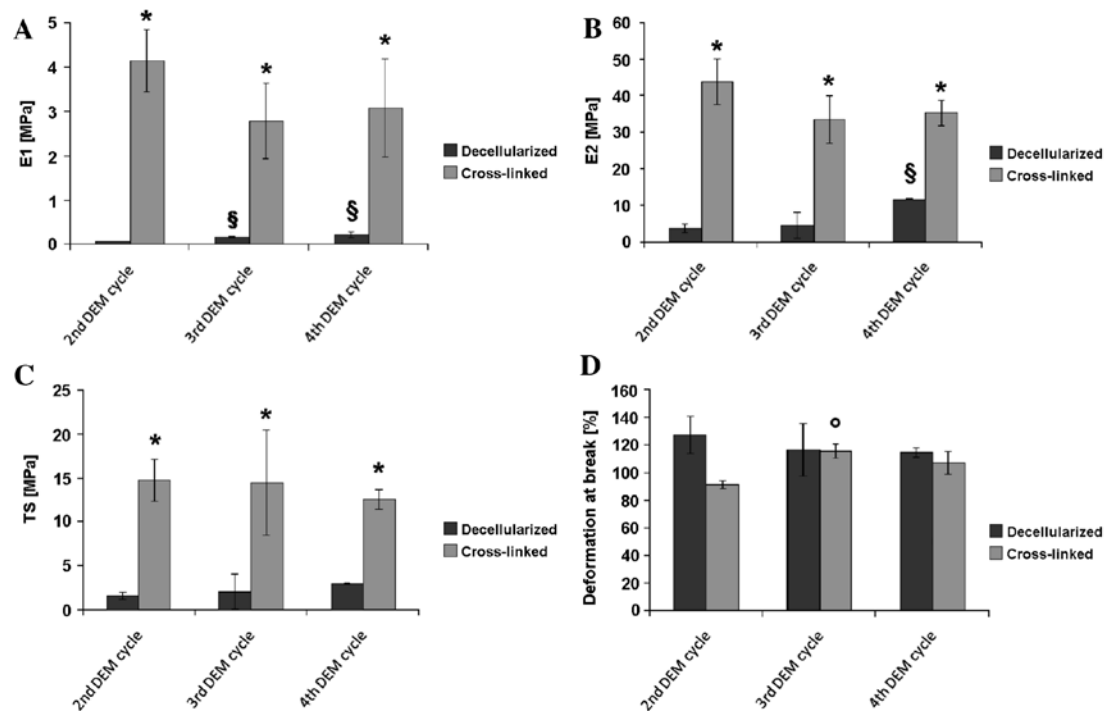 A
E1 [MPa]
5
4
3
2
1
0
*
*
*
§
§
Decellularized
Cross-linked
2nd DEM cycle
3rd DEM cycle
4th DEM cycle
B
E2 [MPa]
60
50
40
30
20
10
0
*
*
*
§
Decellularized
Cross-linked
2nd DEM cycle
3rd DEM cycle
4th DEM cycle
C
TS [MPa]
25
20
15
10
5
0
*
*
*
Decellularized
Cross-linked
2nd DEM cycle
3rd DEM cycle
4th DEM cycle
D
Deformation at break [%]
160
140
120
100
80
60
40
20
0
°
Decellularized
Cross-linked
2nd DEM cycle
3rd DEM cycle
4th DEM cycle